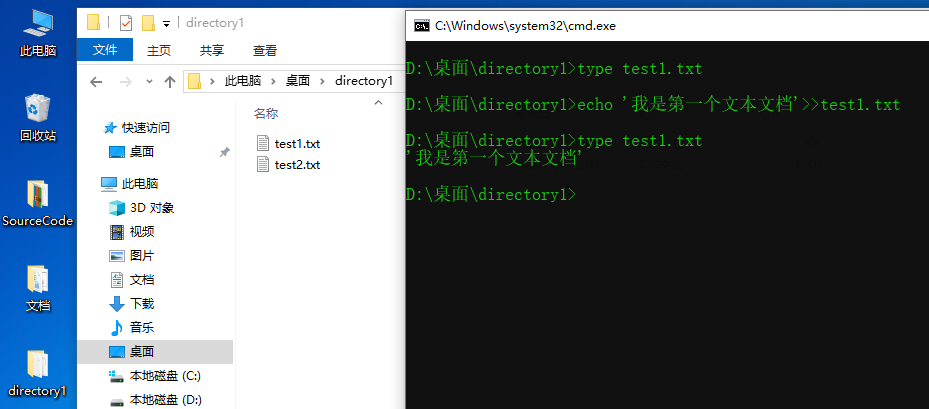 此电脑
回收站
SourceCode
文档
directory1
directory1
文件 主页 共享 查看
此电脑 桌面 directory1
名称
快速访问
桌面
此电脑
3D 对象
视频
图片
文档
下载
音乐
桌面
本地磁盘 (C:)
本地磁盘 (D:)
test1.txt
test2.txt
C:\Windows\system32\cmd.exe
D:\桌面\directory1>type test1.txt
D:\桌面\directory1>echo '我是第一个文本文档'>>test1.txt
D:\桌面\directory1>type test1.txt
'我是第一个文本文档'
D:\桌面\directory1>